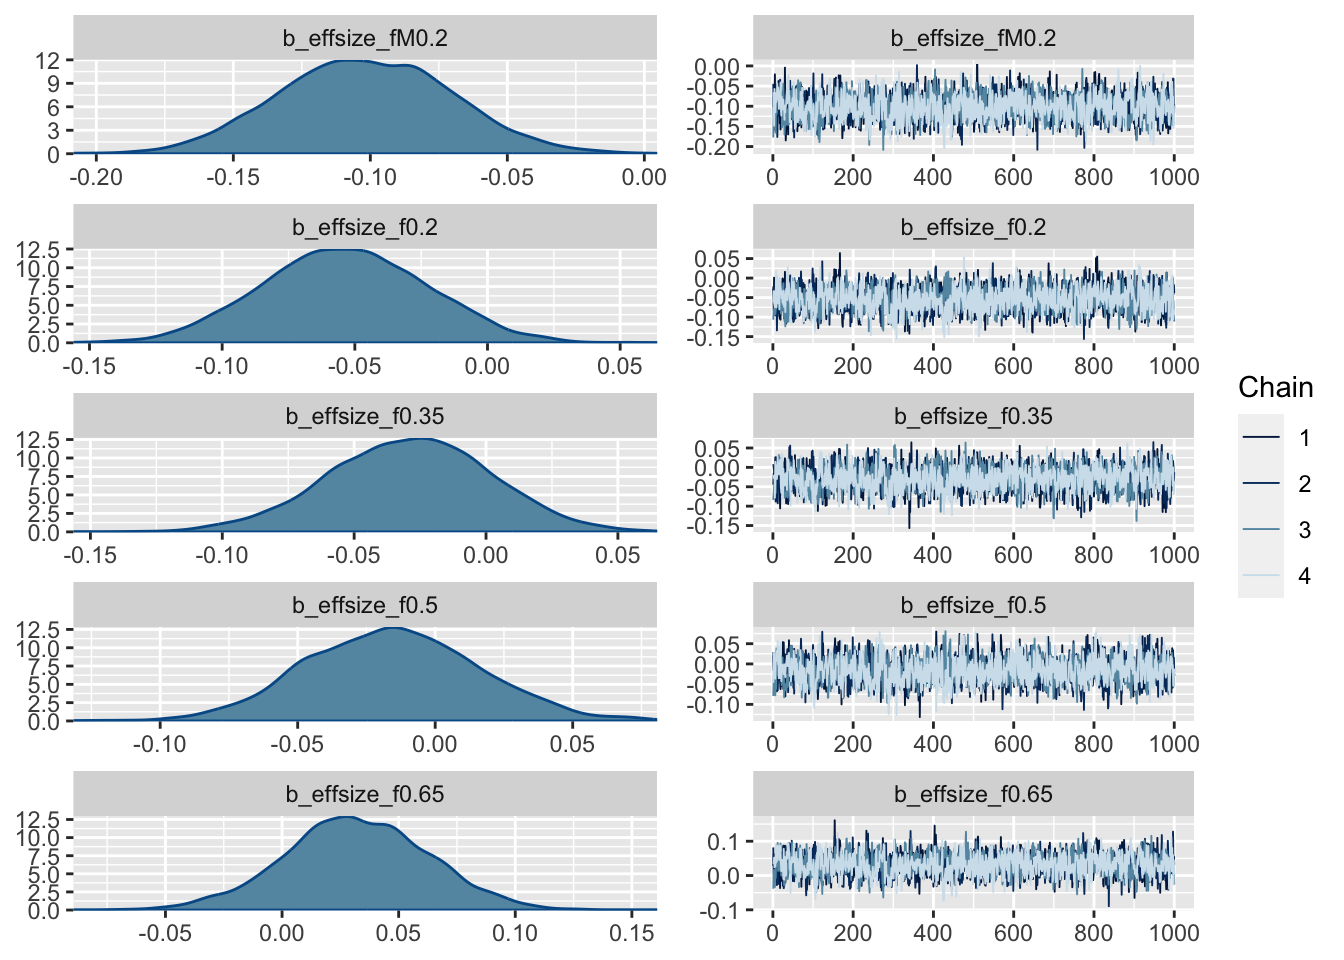 b_effsize_fM0.2
12
9
6
3
0
-0.20 -0.15 -0.10 -0.05 0.00
b_effsize_fM0.2
0.00
-0.05
-0.10
-0.15
-0.20
0 200 400 600 800 1000
b_effsize_f0.2
12.5
10.0
7.5
5.0
2.5
0.0
-0.15 -0.10 -0.05 0.00 0.05
b_effsize_f0.2
0.05
0.00
-0.05
-0.10
-0.15
0 200 400 600 800 1000
b_effsize_f0.35
12.5
10.0
7.5
5.0
2.5
0.0
-0.15 -0.10 -0.05 0.00 0.05
b_effsize_f0.35
0.05
0.00
-0.05
-0.10
-0.15
0 200 400 600 800 1000
b_effsize_f0.5
12.5
10.0
7.5
5.0
2.5
0.0
-0.10 -0.05 0.00 0.05
b_effsize_f0.5
0.05
0.00
-0.05
-0.10
0 200 400 600 800 1000
b_effsize_f0.65
12.5
10.0
7.5
5.0
2.5
0.0
-0.05 0.00 0.05 0.10 0.15
b_effsize_f0.65
0.1
0.0
-0.1
0 200 400 600 800 1000
Chain
1
2
3
4